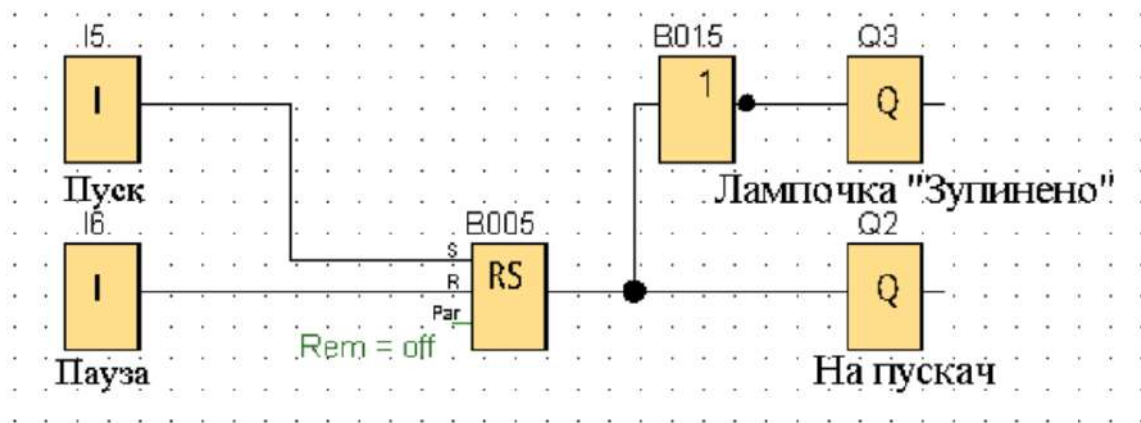 I5
I
Пуск
I6
I
Пауза
B005
S
R
Par
RS
Rem = off
B015
1
Q3
Q
Лампочка "Зупинено"
Q2
Q
На пускач